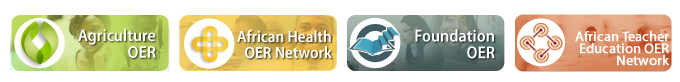 Agriculture
OER
African Health
OER Network
Foundation
OER
African Teacher
Education OER
Network